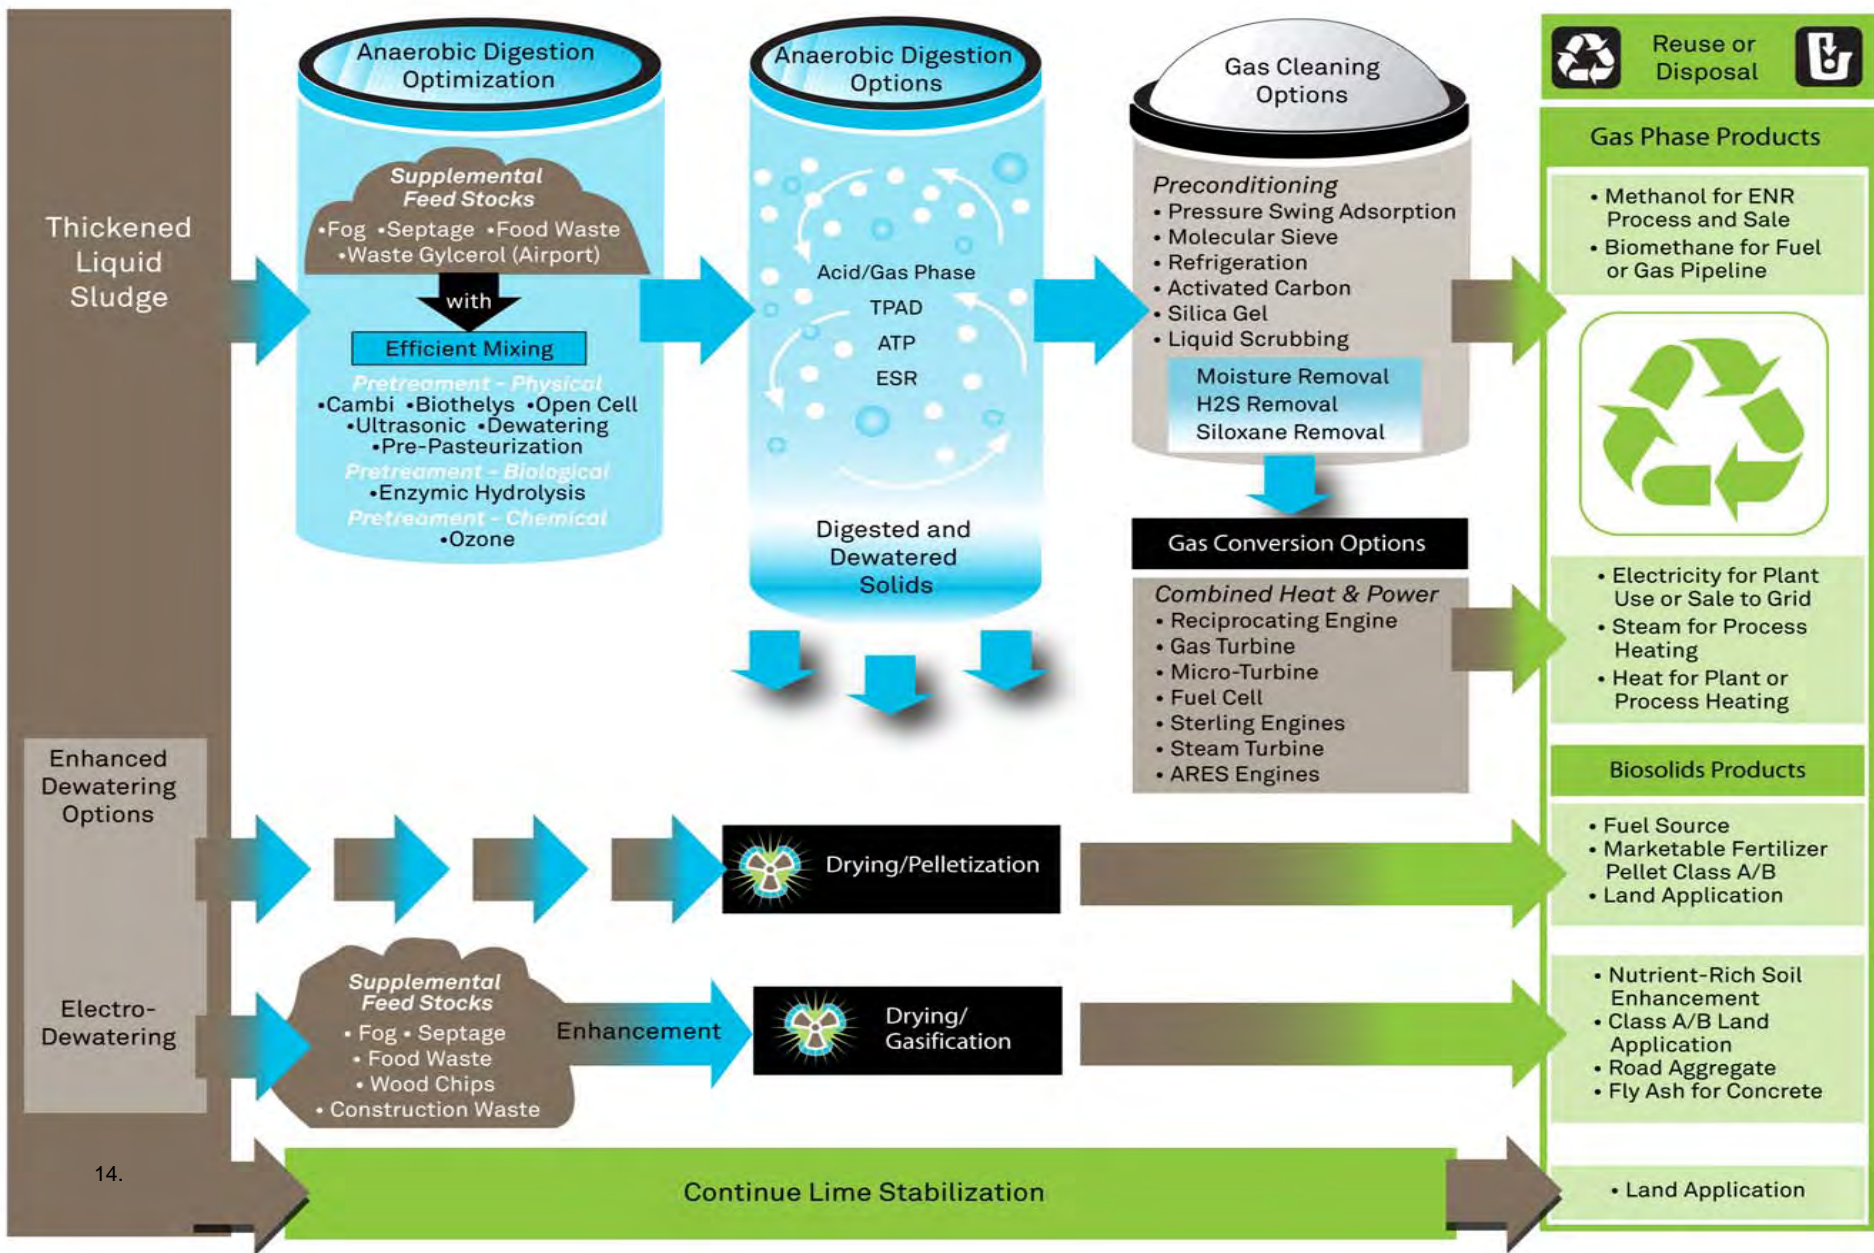 Thickened
Liquid
Sludge
Enhanced
Dewatering
Options
Electro-
Dewatering
14.
Anaerobic Digestion
Optimization
Supplemental
Feed Stocks
•Fog •Septage •Food Waste
•Waste Gylcerol (Airport)
with
Efficient Mixing
Pretreament - Physical
•Cambi •Biothelys •Open Cell
•Ultrasonic •Dewatering
•Pre-Pasteurization
Pretreament - Biological
•Enzymic Hydrolysis
Pretreament - Chemical
•Ozone
Anaerobic Digestion
Options
Acid/Gas Phase
TPAD
ATP
ESR
Digested and
Dewatered
Solids
Gas Cleaning
Options
Preconditioning
• Pressure Swing Adsorption
• Molecular Sieve
• Refrigeration
• Activated Carbon
• Silica Gel
• Liquid Scrubbing
Moisture Removal
H2S Removal
Siloxane Removal
Gas Conversion Options
Combined Heat & Power
• Reciprocating Engine
• Gas Turbine
• Micro-Turbine
• Fuel Cell
• Sterling Engines
• Steam Turbine
• ARES Engines
Drying/Pelletization
Supplemental
Feed Stocks
• Fog • Septage
• Food Waste
• Wood Chips
• Construction Waste
Enhancement
Drying/
Gasification
Continue Lime Stabilization
Reuse or
Disposal
Gas Phase Products
• Methanol for ENR
Process and Sale
• Biomethane for Fuel
or Gas Pipeline
• Electricity for Plant
Use or Sale to Grid
• Steam for Process
Heating
• Heat for Plant or
Process Heating
Biosolids Products
• Fuel Source
• Marketable Fertilizer
Pellet Class A/B
• Land Application
• Nutrient-Rich Soil
Enhancement
• Class A/B Land
Application
• Road Aggregate
• Fly Ash for Concrete
• Land Application